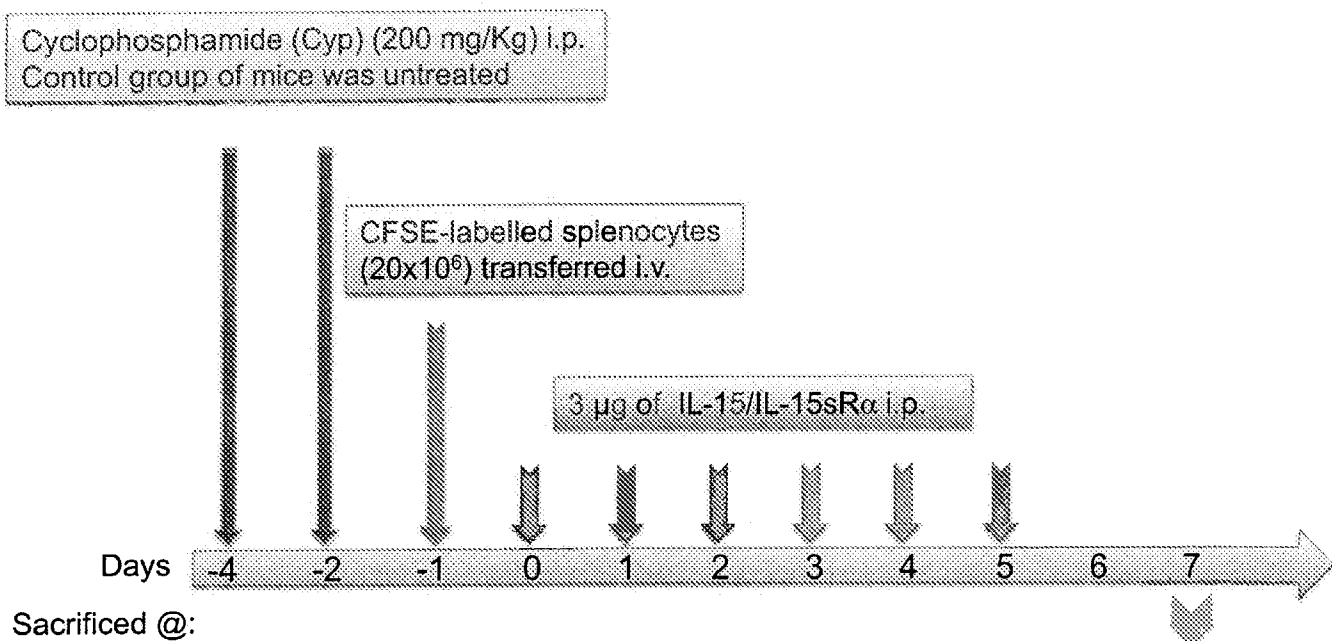 Cyclophosphamide (Cyp) (200 mg/Kg) i.p.
Control group of mice was untreated
CFSE-labelled splenocytes
(20x10⁶) transferred i.v.
3 µg of IL-15/IL-15sRα i.p.
Days -4 -2 -1 0 1 2 3 4 5 6 7
Sacrificed @: